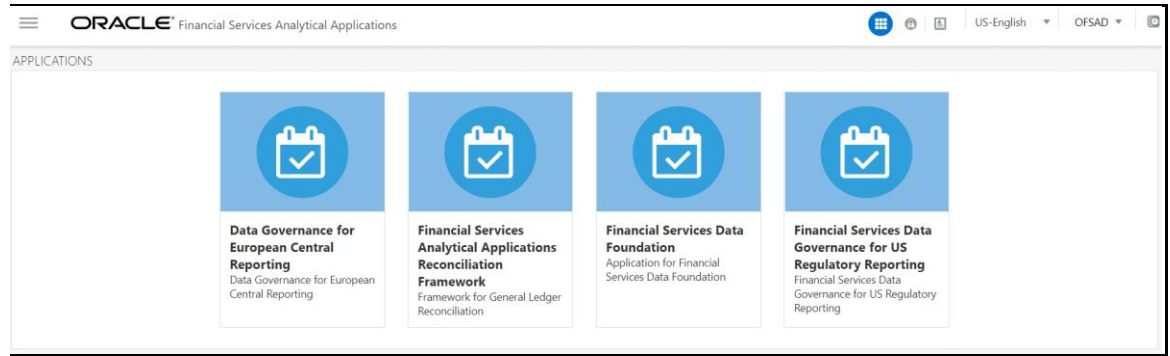 ORACLE® Financial Services Analytical Applications
US-English
OFSAD
APPLICATIONS
Data Governance for
European Central
Reporting
Data Governance for European
Central Reporting
Financial Services
Analytical Applications
Reconciliation
Framework
Framework for General Ledger
Reconciliation
Financial Services Data
Foundation
Application for Financial
Services Data Foundation
Financial Services Data
Governance for US
Regulatory Reporting
Financial Services Data
Governance for US Regulatory
Reporting